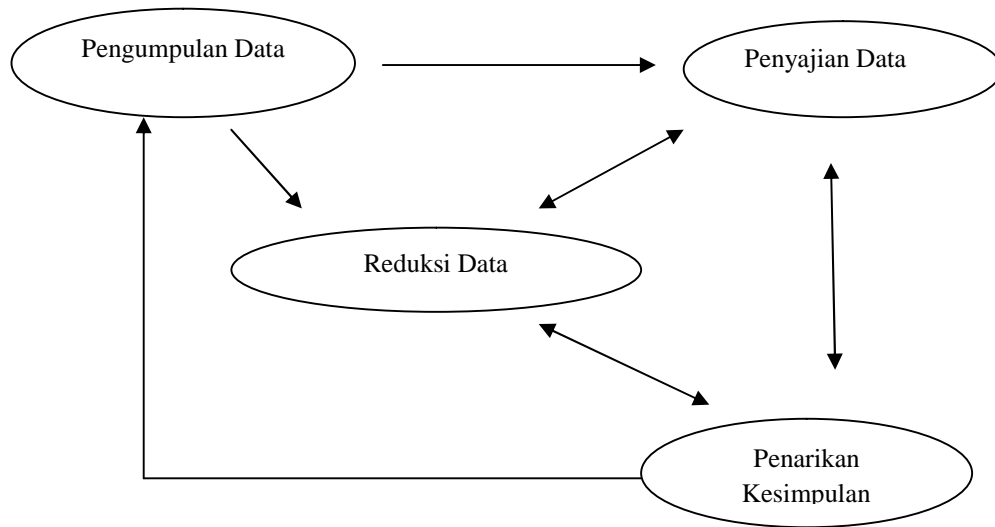 Pengumpulan Data
Penyajian Data
Reduksi Data
Penarikan
Kesimpulan